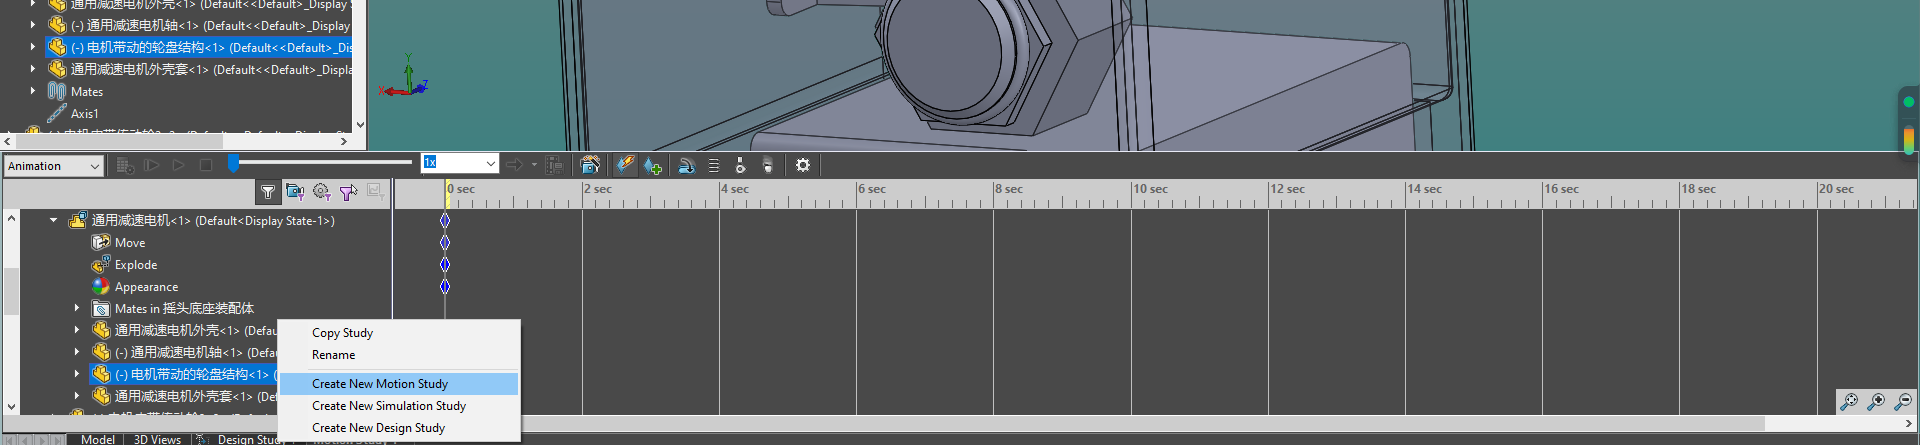 通用减速电机外壳<1> (Default<<Default>_Display S
(-) 通用减速电机轴<1> (Default<<Default>_Display
(-) 电机带动的轮盘结构<1> (Default<<Default>_Dis
通用减速电机外壳套<1> (Default<<Default>_Displa
Mates
Axis1
Y
X
Z
Animation
1x
0 sec
2 sec
4 sec
6 sec
8 sec
10 sec
12 sec
14 sec
16 sec
18 sec
20 sec
通用减速电机<1> (Default<Display State-1>)
Move
Explode
Appearance
Mates in 摇头底座装配体
通用减速电机外壳<1> (Defau
(-) 通用减速电机轴<1> (Defau
(-) 电机带动的轮盘结构<1> (
通用减速电机外壳套<1> (Defau
Copy Study
Rename
Create New Motion Study
Create New Simulation Study
Create New Design Study
Model
3D Views
Design Study